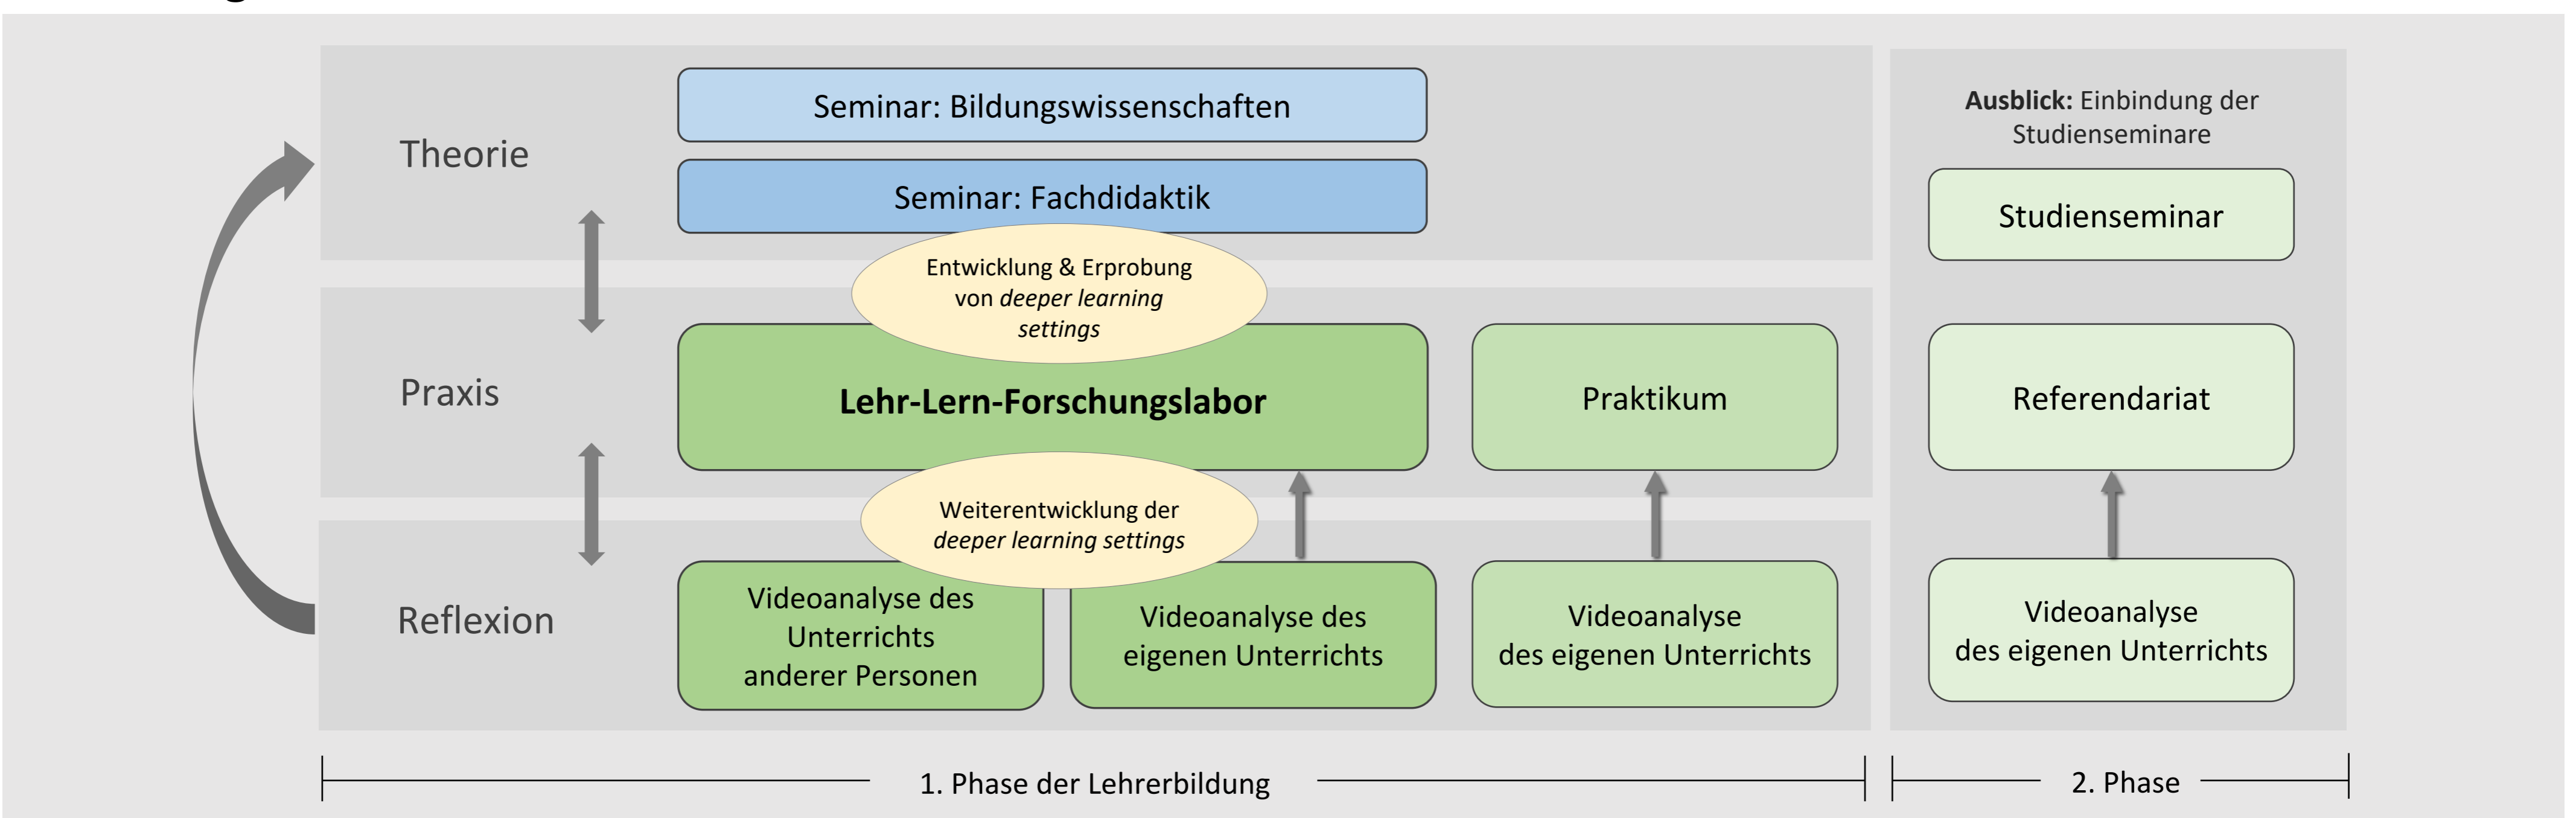 Theorie
Seminar: Bildungswissenschaften
Seminar: Fachdidaktik
Entwicklung & Erprobung
von deeper learning
settings
Praxis
Lehr-Lern-Forschungslabor
Praktikum
Weiterentwicklung der
deeper learning settings
Reflexion
Videoanalyse des
Unterrichts
anderer Personen
Videoanalyse des
eigenen Unterrichts
Videoanalyse
des eigenen Unterrichts
Ausblick: Einbindung der
Studienseminare
Studienseminar
Referendariat
Videoanalyse
des eigenen Unterrichts
1. Phase der Lehrerbildung
2. Phase